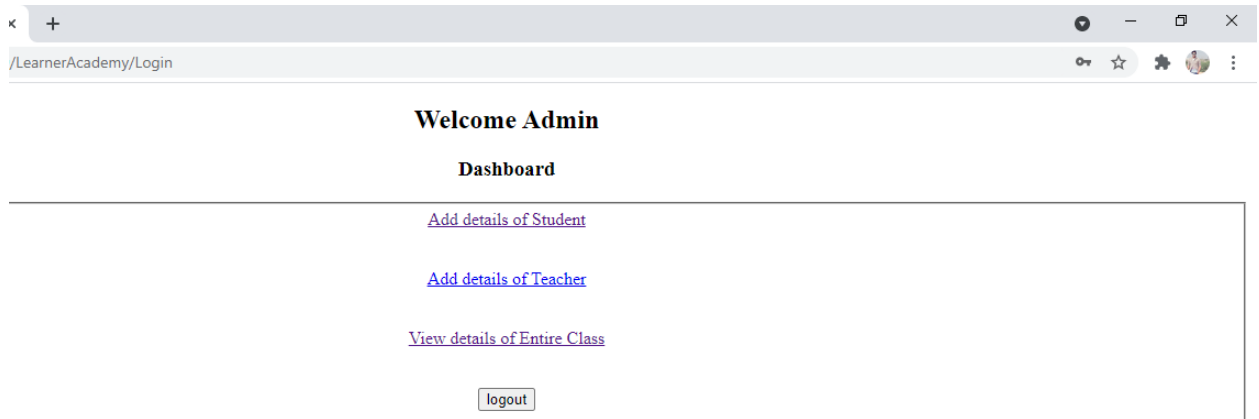 /LearnerAcademy/Login
Welcome Admin
Dashboard
Add details of Student
Add details of Teacher
View details of Entire Class
logout